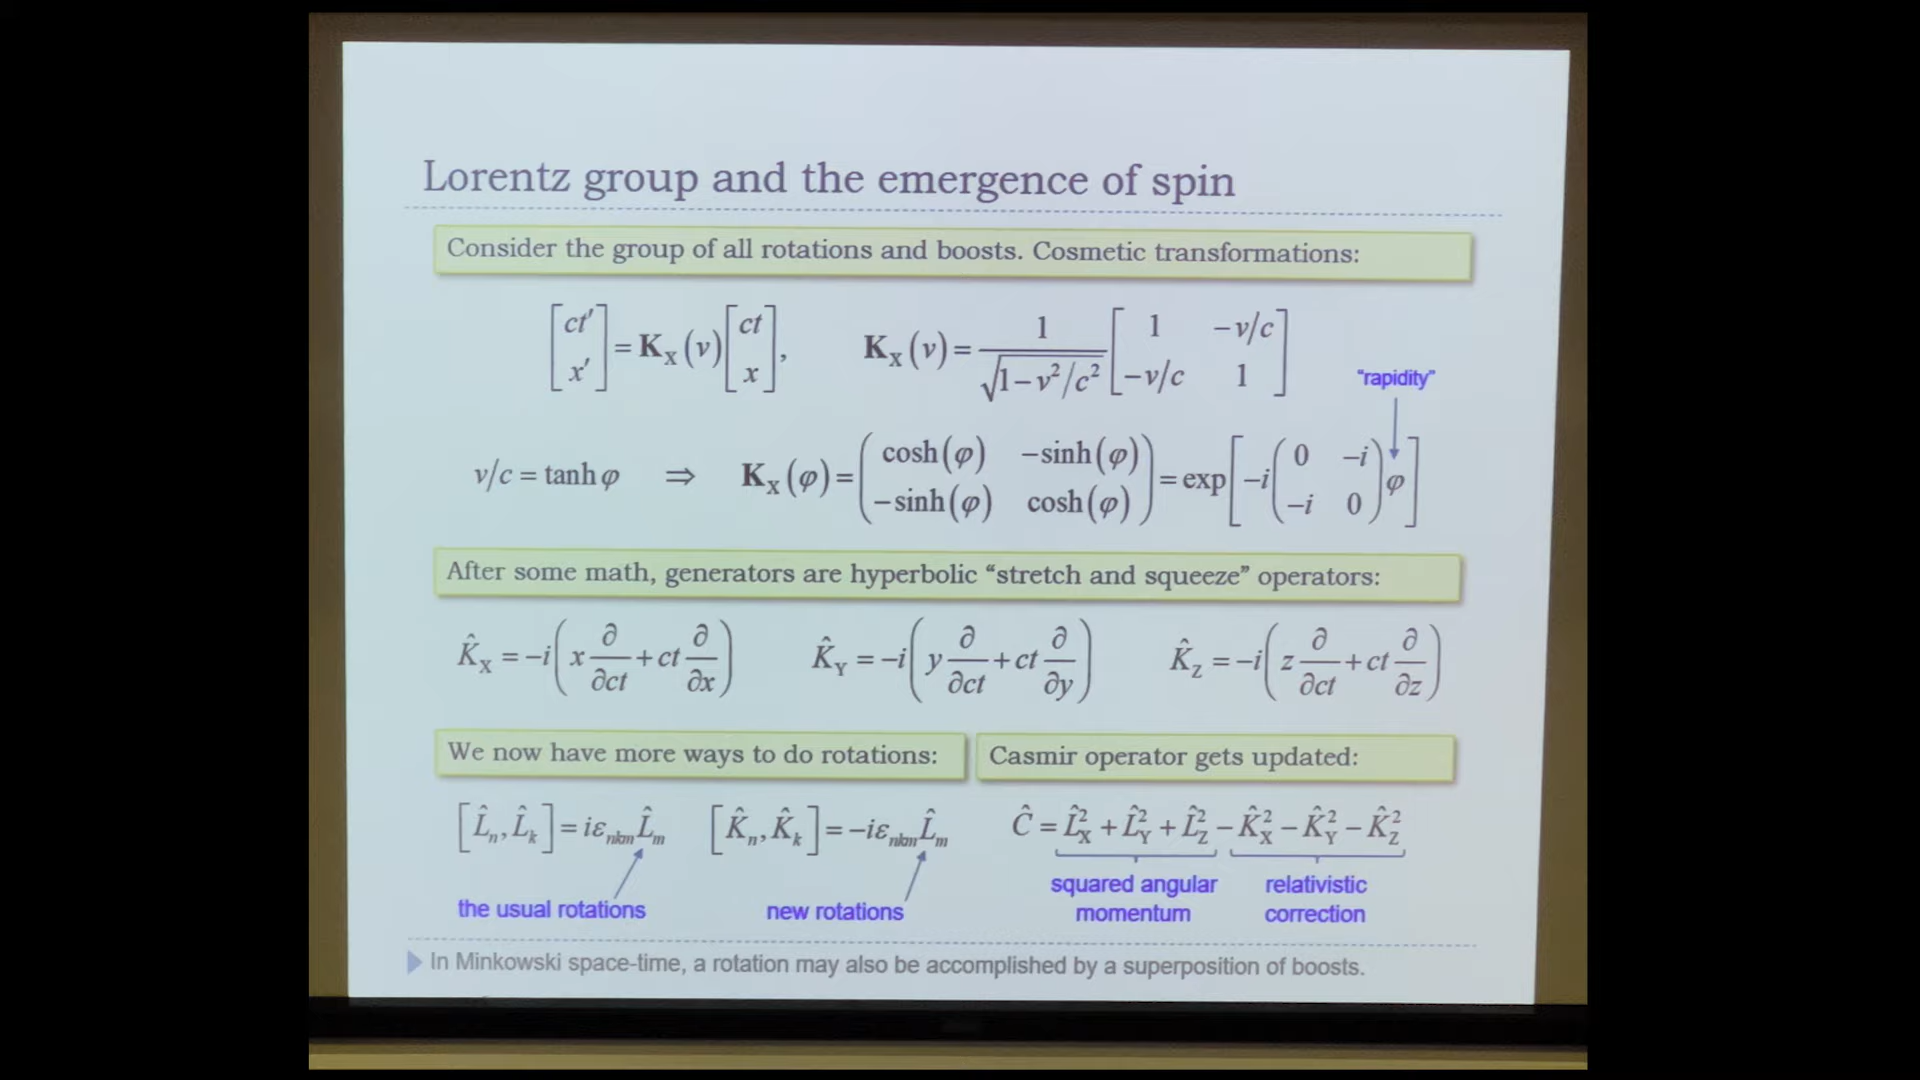 Lorentz group and the emergence of spin
Consider the group of all rotations and boosts. Cosmetic transformations:
[ct′ x′] = K_X(v)[ct x], K_X(v) = 1/√(1−v²/c²) [1 −v/c; −v/c 1]
"rapidity"
v/c = tanh φ ⇒ K_X(φ) = (cosh(φ) −sinh(φ); −sinh(φ) cosh(φ)) = exp[−i(0 −i; −i 0)φ]
After some math, generators are hyperbolic “stretch and squeeze” operators:
K̂_X = −i(x ∂/∂ct + ct ∂/∂x) K̂_Y = −i(y ∂/∂ct + ct ∂/∂y) K̂_Z = −i(z ∂/∂ct + ct ∂/∂z)
We now have more ways to do rotations:
Casmir operator gets updated:
[L̂_n, L̂_k] = iε_nkm L̂_m [K̂_n, K̂_k] = −iε_nkm L̂_m
Ĉ = L̂²_X + L̂²_Y + L̂²_Z − K̂²_X − K̂²_Y − K̂²_Z
the usual rotations
new rotations
squared angular
momentum
relativistic
correction
In Minkowski space-time, a rotation may also be accomplished by a superposition of boosts.